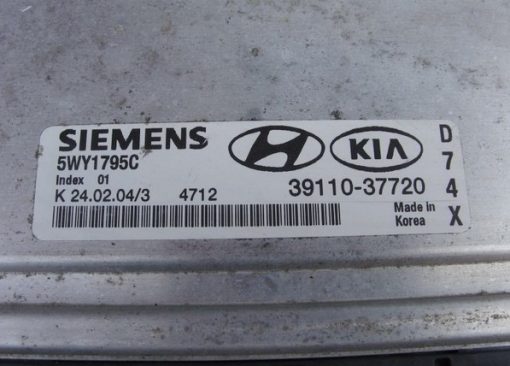 SIEMENS
5WY1795C
Index 01
K 24.02.04/3 4712
KIA
39110-37720
Made in
Korea
D
7
4
X